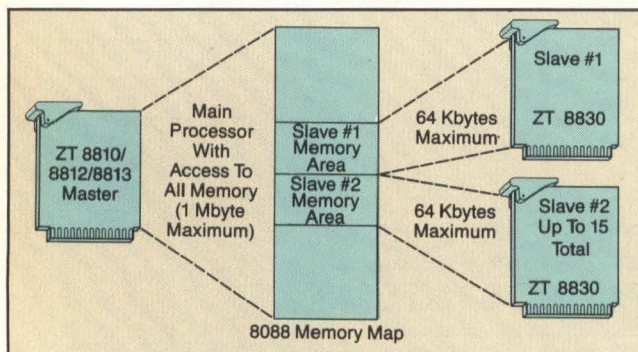 ZT 8810/
8812/8813
Master
Main
Processor
With
Access To
All Memory
(1 Mbyte
Maximum)
Slave #1
Memory
Area
Slave #2
Memory
Area
8088 Memory Map
64 Kbytes
Maximum
64 Kbytes
Maximum
Slave #1
ZT 8830
Slave #2
Up To 15
Total
ZT 8830